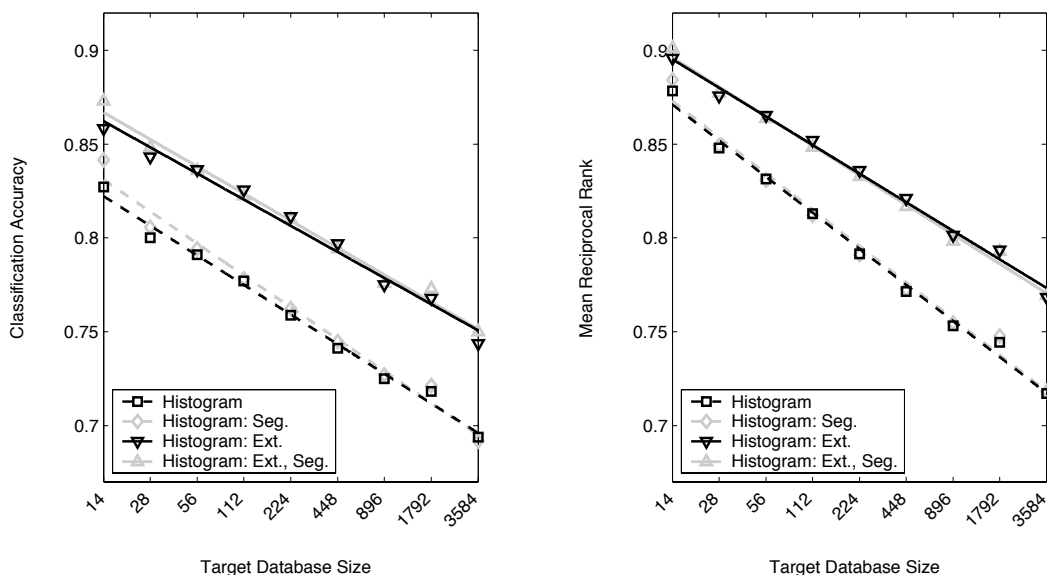 0.9
0.85
0.8
0.75
0.7
Classification Accuracy
Histogram
Histogram: Seg.
Histogram: Ext.
Histogram: Ext., Seg.
14
28
56
112
224
448
896
1792
3584
Target Database Size
0.9
0.85
0.8
0.75
0.7
Mean Reciprocal Rank
Histogram
Histogram: Seg.
Histogram: Ext.
Histogram: Ext., Seg.
14
28
56
112
224
448
896
1792
3584
Target Database Size